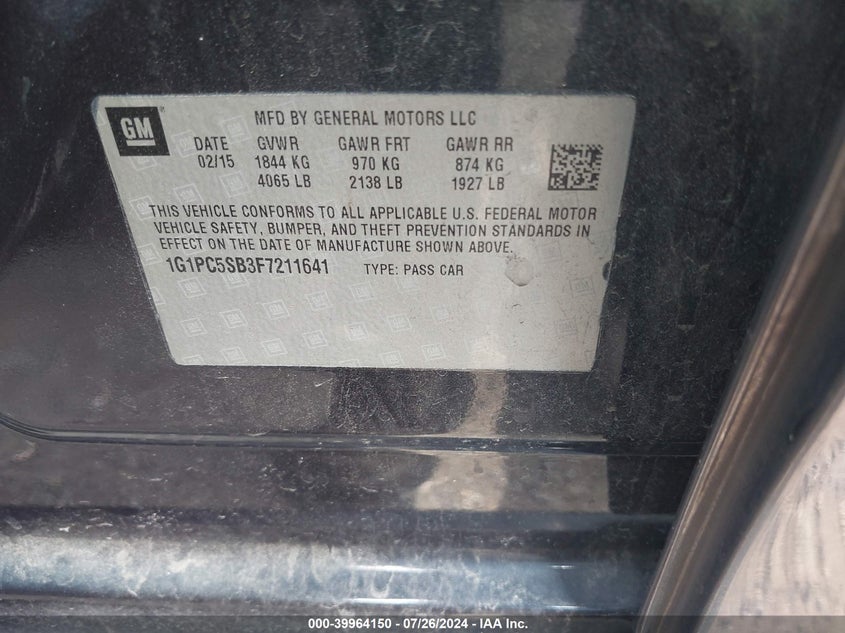 GM
MFD BY GENERAL MOTORS LLC
DATE GVWR GAWR FRT GAWR RR
02/15 1844 KG 970 KG 874 KG
4065 LB 2138 LB 1927 LB
THIS VEHICLE CONFORMS TO ALL APPLICABLE U.S. FEDERAL MOTOR
VEHICLE SAFETY, BUMPER, AND THEFT PREVENTION STANDARDS IN
EFFECT ON THE DATE OF MANUFACTURE SHOWN ABOVE.
1G1PC5SB3F7211641 TYPE: PASS CAR
000-39964150 - 07/26/2024 - IAA Inc.